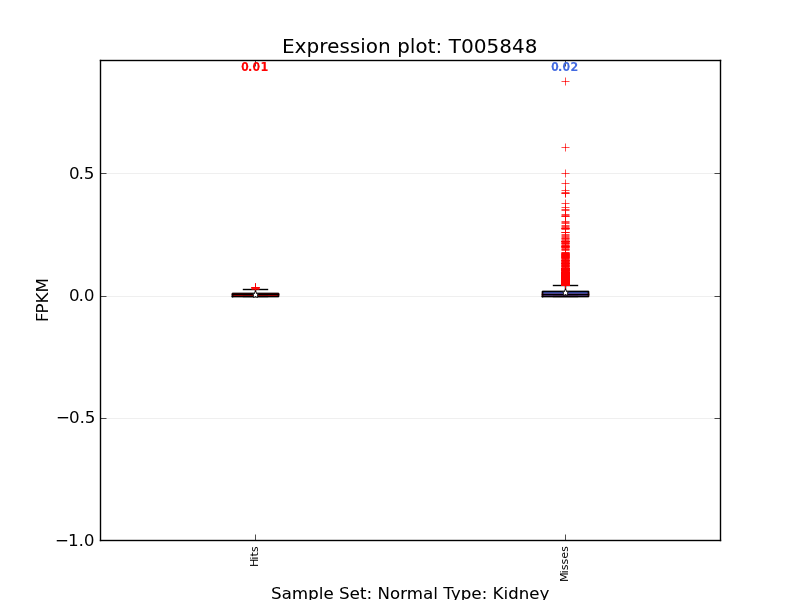 Expression plot: T005848
0.01
0.02
0.5
0.0
−0.5
−1.0
FPKM
Hits
Misses
Sample Set: Normal Type: Kidney